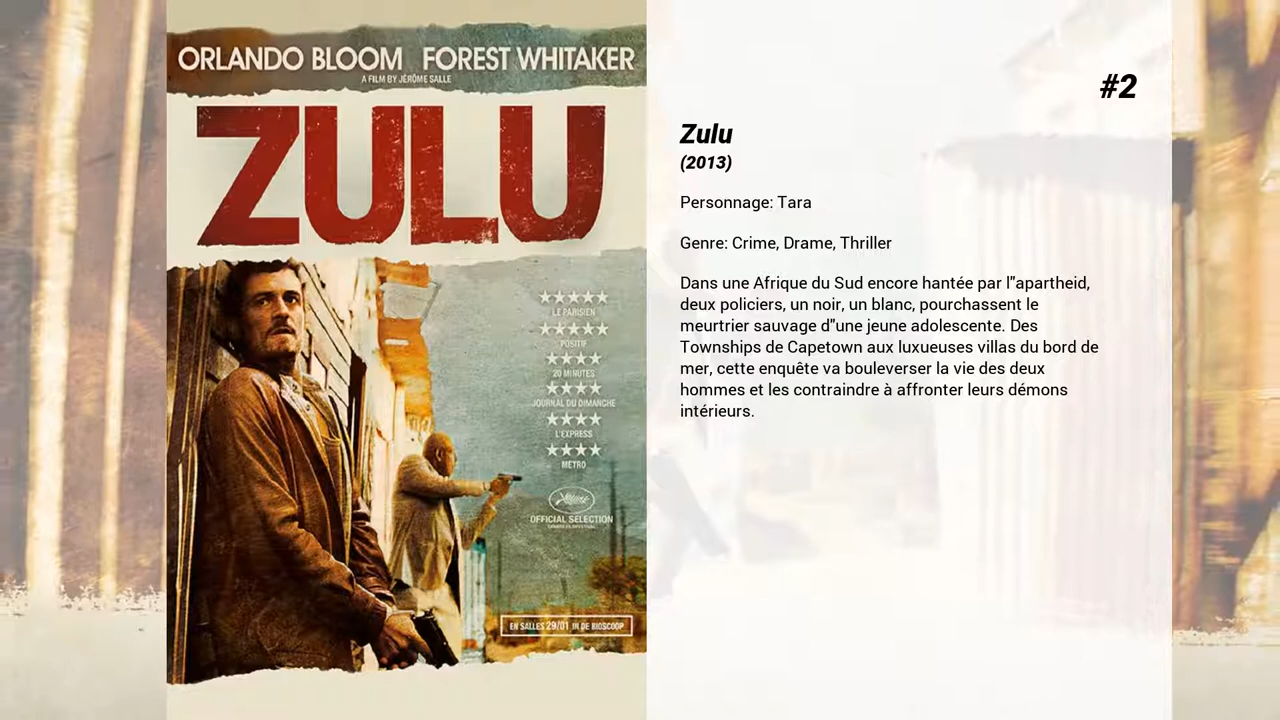 ORLANDO BLOOM FOREST WHITAKER
A FILM BY JÉRÔME SALLE
ZULU
★★★★★
LE PARISIEN
★★★★★
POSITIF
★★★★
20 MINUTES
★★★★
JOURNAL DU DIMANCHE
★★★★
L'EXPRESS
★★★★
METRO
OFFICIAL SELECTION
EN SALLES 29/01 IN DE BIOSCOOP
#2
Zulu
(2013)
Personnage: Tara
Genre: Crime, Drame, Thriller
Dans une Afrique du Sud encore hantée par l''apartheid,
deux policiers, un noir, un blanc, pourchassent le
meurtrier sauvage d''une jeune adolescente. Des
Townships de Capetown aux luxueuses villas du bord de
mer, cette enquête va bouleverser la vie des deux
hommes et les contraindre à affronter leurs démons
intérieurs.